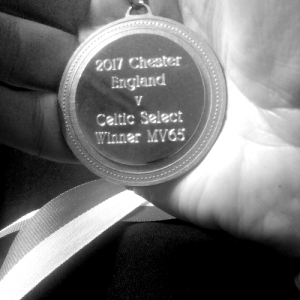 2017 Chester
England
v
Celtic Select
Winner MV65